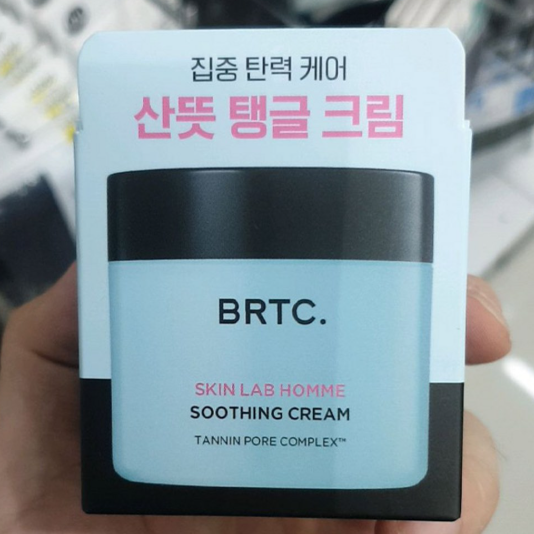 집중 탄력 케어
산뜻 탱글 크림
BRTC.
SKIN LAB HOMME
SOOTHING CREAM
TANNIN PORE COMPLEX™